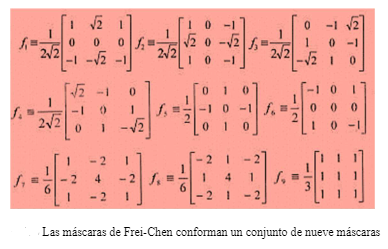 1 √2 1 1 0 -1 0 -1 √2
f₁≡ 1/2√2 0 0 0 f₂≡ 1/2√2 √2 0 -√2 f₃≡ 1/2√2 1 0 -1
-1 -√2 -1 1 0 -1 -√2 1 0
√2 -1 0 0 1 0 -1 0 1
f₄≡ 1/2√2 -1 0 1 f₅≡ 1/2 -1 0 -1 f₆≡ 1/2 0 0 0
0 1 -√2 0 1 0 1 0 -1
1 -2 1 -2 1 -2 1 1 1
f₇≡ 1/6 -2 4 -2 f₈≡ 1/6 1 4 1 f₉≡ 1/3 1 1 1
1 -2 1 -2 1 -2 1 1 1
Las máscaras de Frei-Chen conforman un conjunto de nueve máscaras